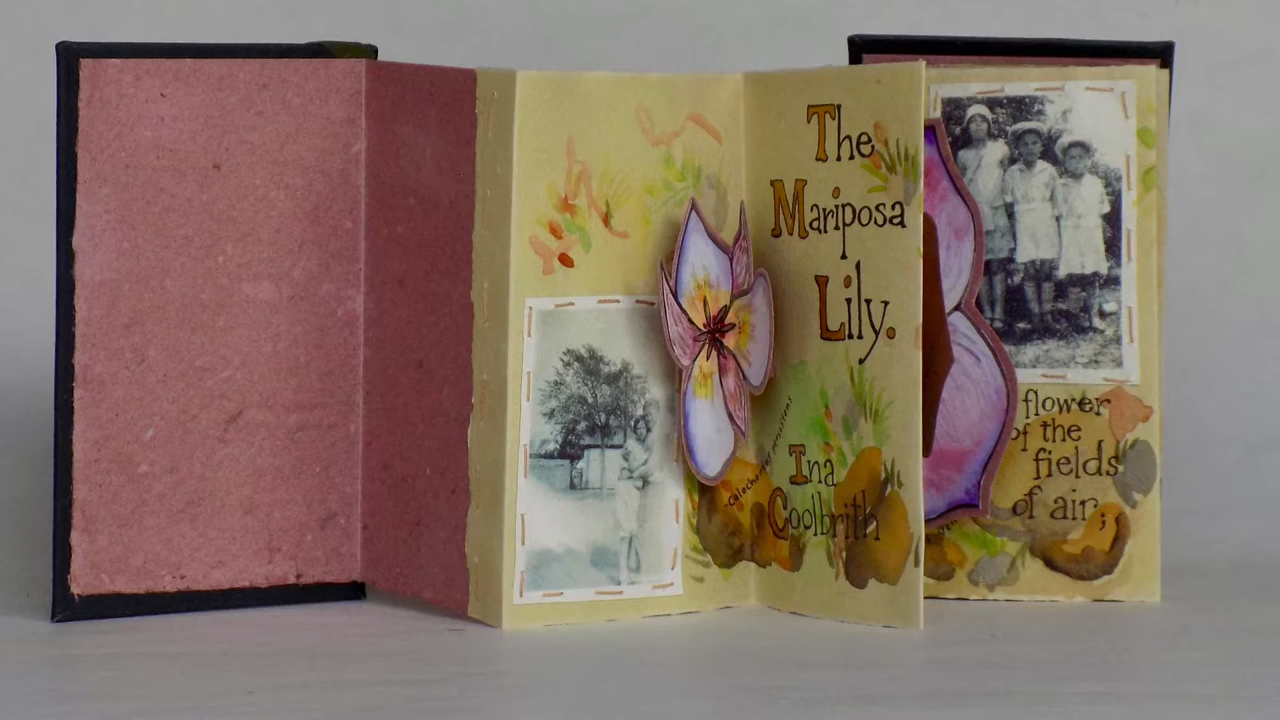 The
Mariposa
Lily.
Ina
Coolbrith
flower
of the
fields
of air;